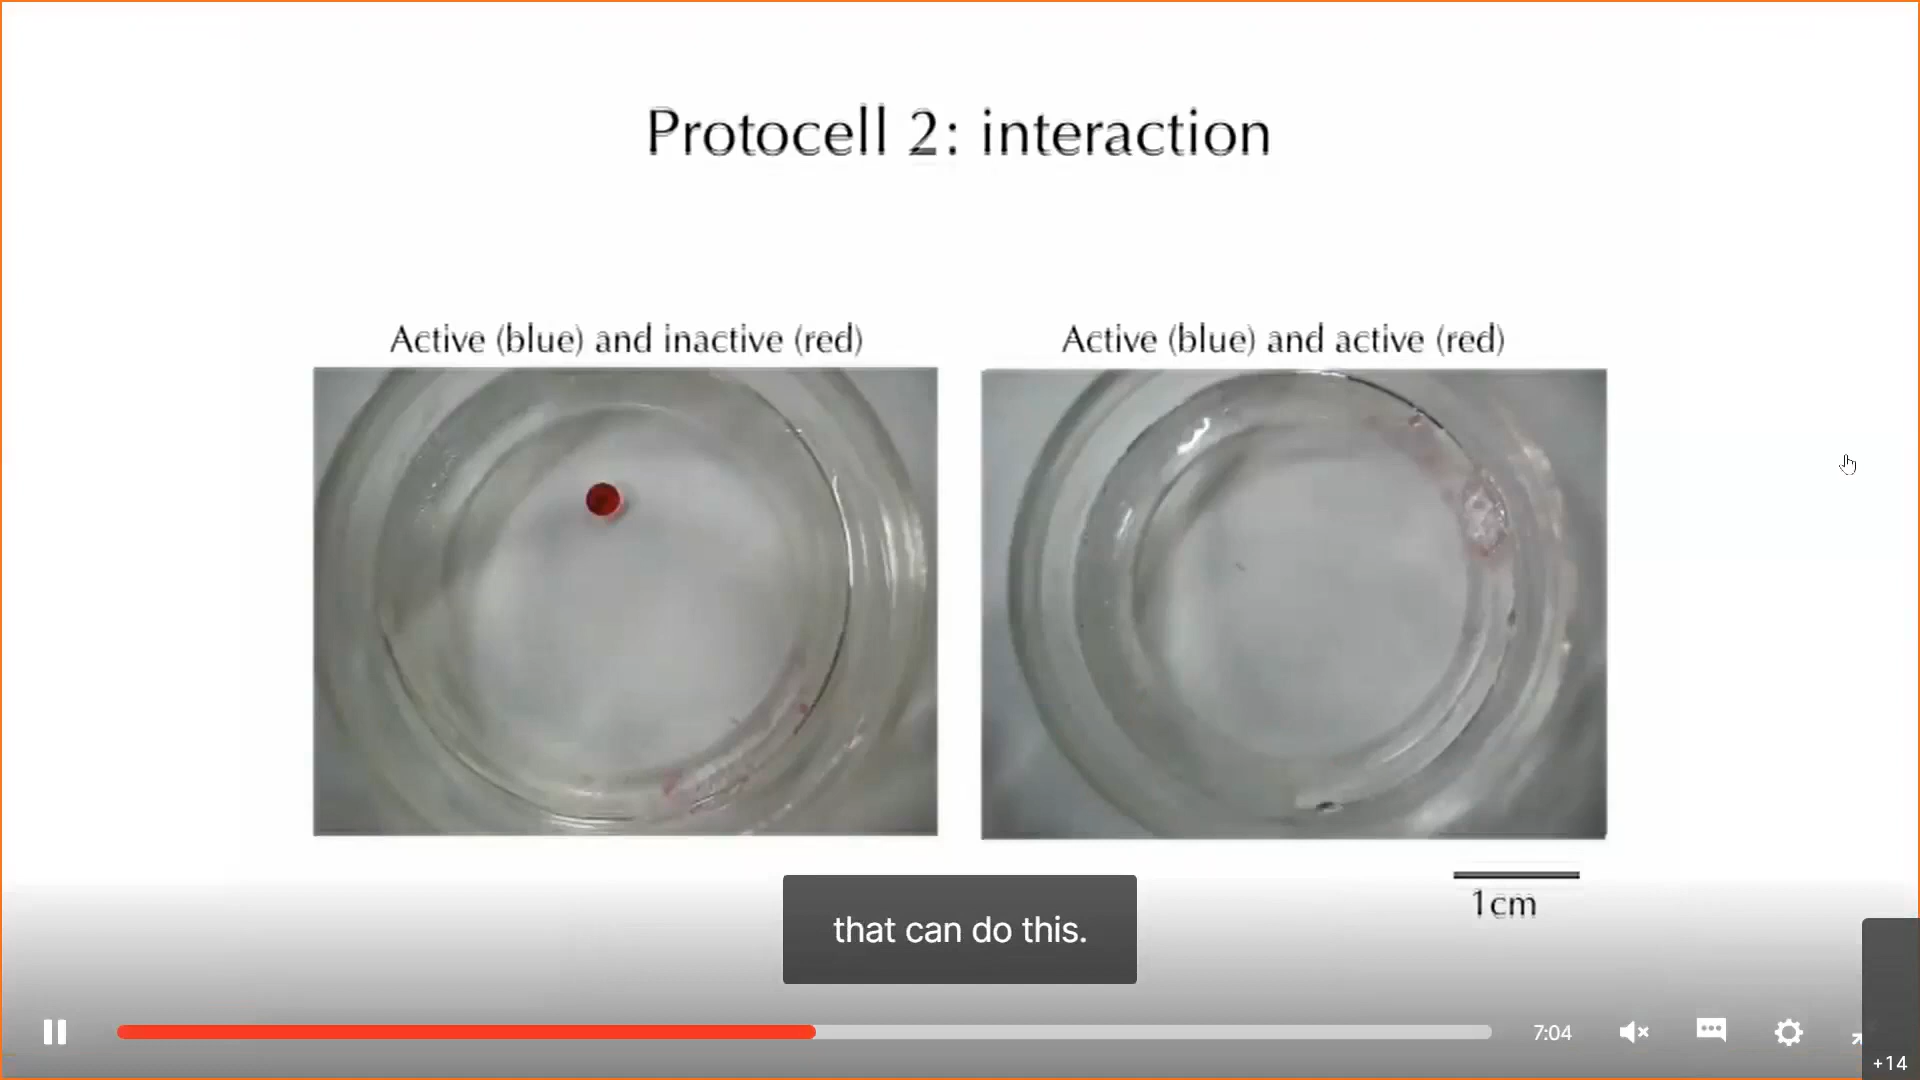 Protocell 2: interaction
Active (blue) and inactive (red)
Active (blue) and active (red)
1cm
that can do this.
7:04
+14